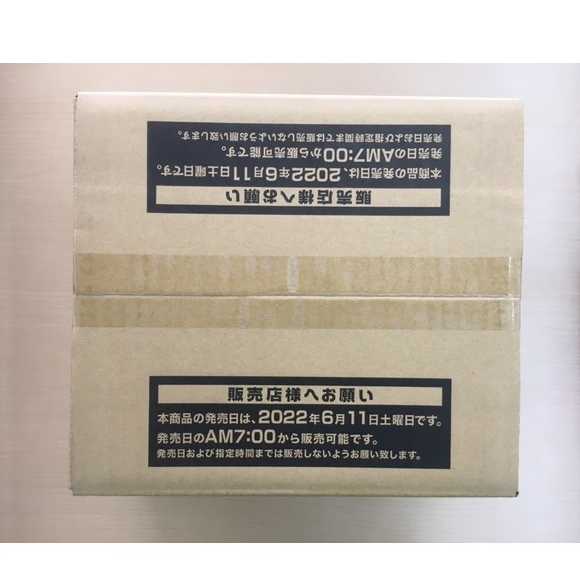 販売店様へお願い
本商品の発売日は、2022年6月11日土曜日です。
発売日のAM7:00から販売可能です。
発売日および指定時間までは販売しないようお願い致します。
販売店様へお願い
本商品の発売日は、2022年6月11日土曜日です。
発売日のAM7:00から販売可能です。
発売日および指定時間までは販売しないようお願い致します。